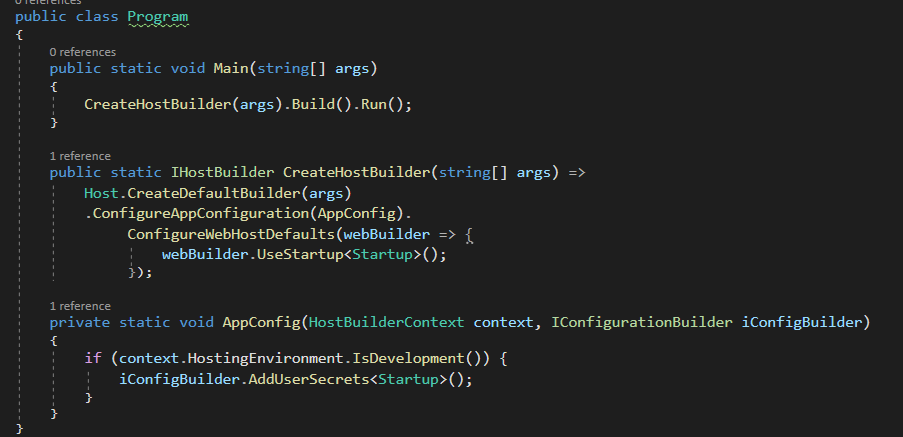 0 references
public class Program
{
0 references
public static void Main(string[] args)
{
CreateHostBuilder(args).Build().Run();
}
1 reference
public static IHostBuilder CreateHostBuilder(string[] args) =>
Host.CreateDefaultBuilder(args)
.ConfigureAppConfiguration(AppConfig).
ConfigureWebHostDefaults(webBuilder => {
webBuilder.UseStartup<Startup>();
});
1 reference
private static void AppConfig(HostBuilderContext context, IConfigurationBuilder iConfigBuilder)
{
if (context.HostingEnvironment.IsDevelopment()) {
iConfigBuilder.AddUserSecrets<Startup>();
}
}
}